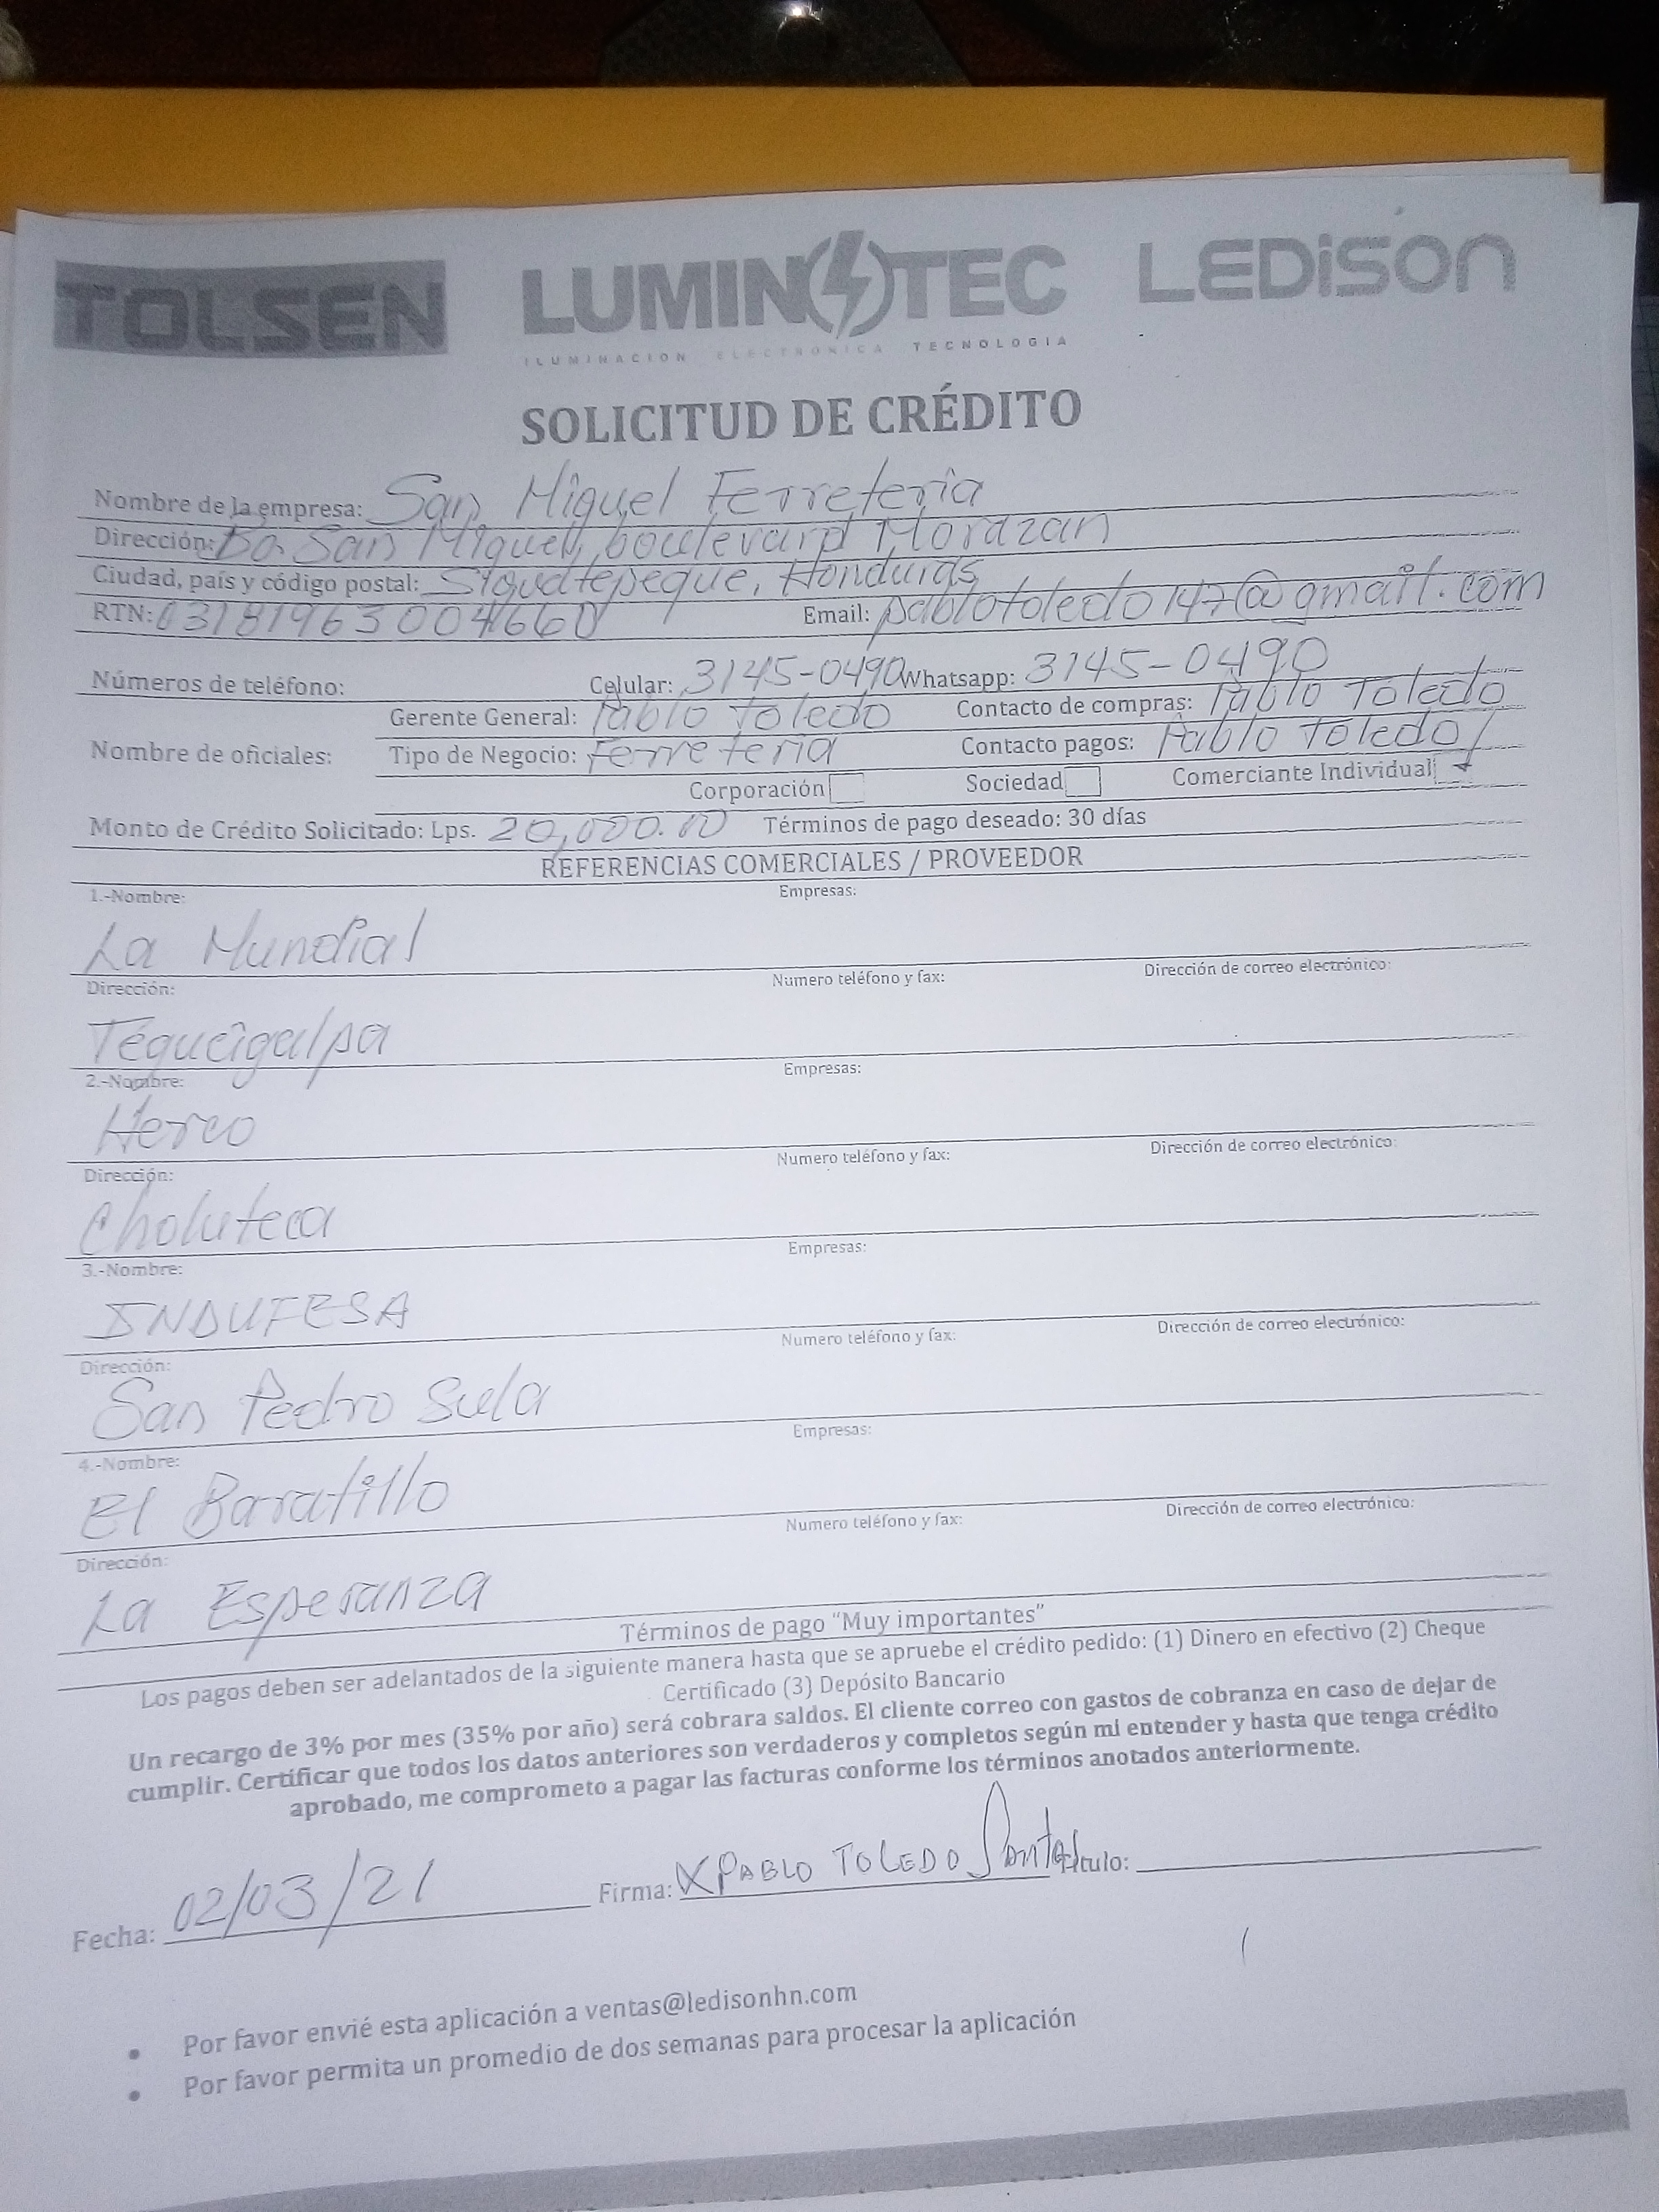 TOLSEN LUMINOTEC LEDISON
ILUMINACION ELECTRONICA TECNOLOGIA
SOLICITUD DE CRÉDITO
Nombre de la empresa: San Miguel Ferreteria
Dirección: Bo. San Miguel, boulevard Morazan
Ciudad, país y código postal: Siguatepeque, Honduras
RTN: 03181963004660 Email: pablotoledo147@gmail.com
Números de teléfono: Celular: 3145-0490 Whatsapp: 3145-0490
Gerente General: Pablo Toledo Contacto de compras: Pablo Toledo
Nombre de oficiales: Tipo de Negocio: Ferreteria Contacto pagos: Pablo Toledo
Corporación Sociedad Comerciante Individual
Monto de Crédito Solicitado: Lps. 20,000.00 Términos de pago deseado: 30 días
REFERENCIAS COMERCIALES / PROVEEDOR
1.-Nombre: Empresas:
La Mundial
Dirección: Numero teléfono y fax: Dirección de correo electrónico:
Tegucigalpa
2.-Nombre: Empresas:
Herco
Dirección: Numero teléfono y fax: Dirección de correo electrónico:
Choluteca
3.-Nombre: Empresas:
INDUFESA
Dirección: Numero teléfono y fax: Dirección de correo electrónico:
San Pedro Sula
4.-Nombre: Empresas:
El Baratillo
Dirección: Numero teléfono y fax: Dirección de correo electrónico:
La Esperanza
Términos de pago "Muy importantes"
Los pagos deben ser adelantados de la siguiente manera hasta que se apruebe el crédito pedido: (1) Dinero en efectivo (2) Cheque
Certificado (3) Depósito Bancario
Un recargo de 3% por mes (35% por año) será cobrara saldos. El cliente correo con gastos de cobranza en caso de dejar de
cumplir. Certificar que todos los datos anteriores son verdaderos y completos según mi entender y hasta que tenga crédito
aprobado, me comprometo a pagar las facturas conforme los términos anotados anteriormente.
Fecha: 02/03/21 Firma: X PABLO TOLEDO Título:
Por favor envié esta aplicación a ventas@ledisonhn.com
Por favor permita un promedio de dos semanas para procesar la aplicación